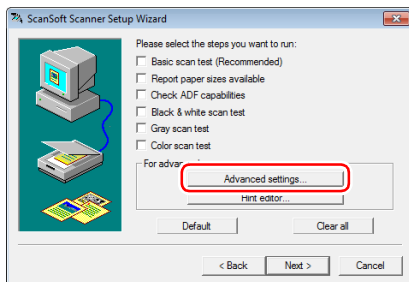 ScanSoft Scanner Setup Wizard
Please select the steps you want to run:
Basic scan test (Recommended)
Report paper sizes available
Check ADF capabilities
Black & white scan test
Gray scan test
Color scan test
For
Advanced settings...
Hint editor...
Default Clear all
< Back Next > Cancel